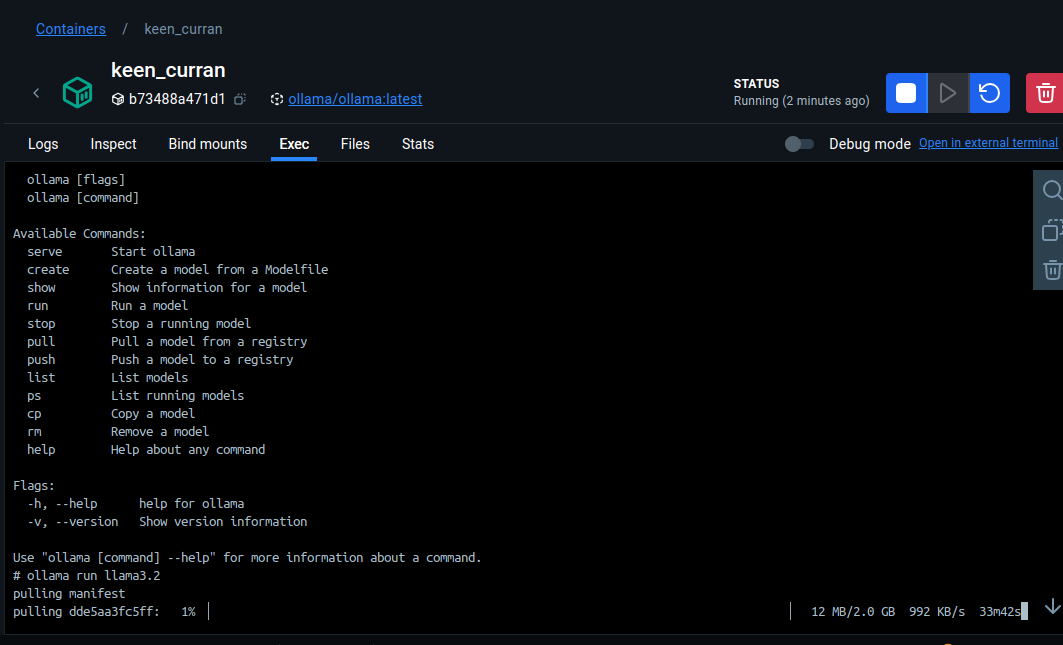 Containers / keen_curran
keen_curran
b73488a471d1 ollama/ollama:latest
STATUS
Running (2 minutes ago)
Logs Inspect Bind mounts Exec Files Stats Debug mode Open in external terminal
ollama [flags]
ollama [command]
Available Commands:
serve Start ollama
create Create a model from a Modelfile
show Show information for a model
run Run a model
stop Stop a running model
pull Pull a model from a registry
push Push a model to a registry
list List models
ps List running models
cp Copy a model
rm Remove a model
help Help about any command
Flags:
-h, --help help for ollama
-v, --version Show version information
Use "ollama [command] --help" for more information about a command.
# ollama run llama3.2
pulling manifest
pulling dde5aa3fc5ff: 1% 12 MB/2.0 GB 992 KB/s 33m42s